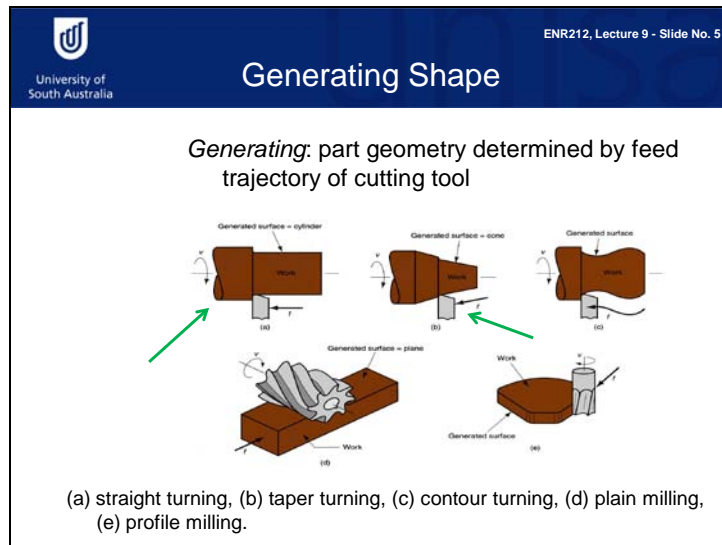 ENR212, Lecture 9 - Slide No. 5
University of
South Australia
Generating Shape
Generating: part geometry determined by feed
trajectory of cutting tool
Generated surface = cylinder
v
Work
f
(a)
Generated surface = cone
v
Work
f
(b)
Generated surface
v
Work
f
(c)
Generated surface = plane
v
f
Work
(d)
v
Work
f
Generated surface
(e)
(a) straight turning, (b) taper turning, (c) contour turning, (d) plain milling,
(e) profile milling.